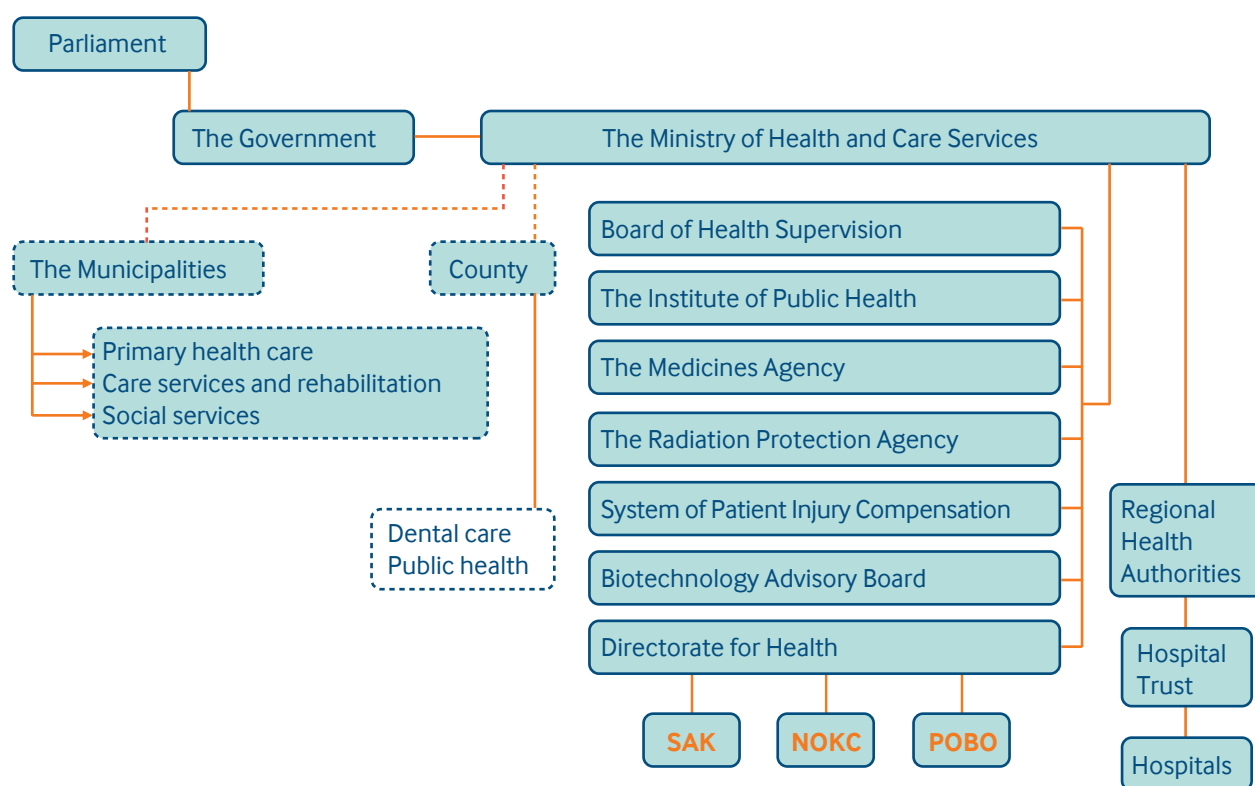 Parliament
The Government
The Ministry of Health and Care Services
The Municipalities
County
Primary health care
Care services and rehabilitation
Social services
Dental care
Public health
Board of Health Supervision
The Institute of Public Health
The Medicines Agency
The Radiation Protection Agency
System of Patient Injury Compensation
Biotechnology Advisory Board
Directorate for Health
SAK
NOKC
POBO
Regional
Health
Authorities
Hospital
Trust
Hospitals